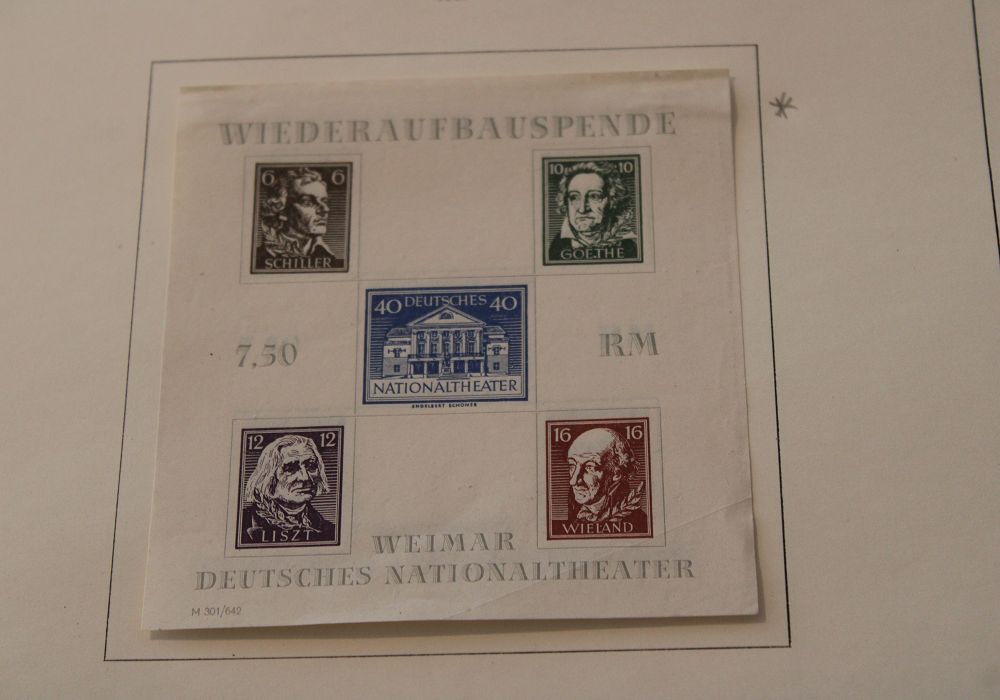 WIEDERAUFBAUSPENDE
6 6
SCHILLER
10 10
GOETHE
40 DEUTSCHES 40
NATIONALTHEATER
ENGELBERT SCHONER
7,50 RM
12 12
LISZT
16 16
WIELAND
WEIMAR
DEUTSCHES NATIONALTHEATER
M 301/642